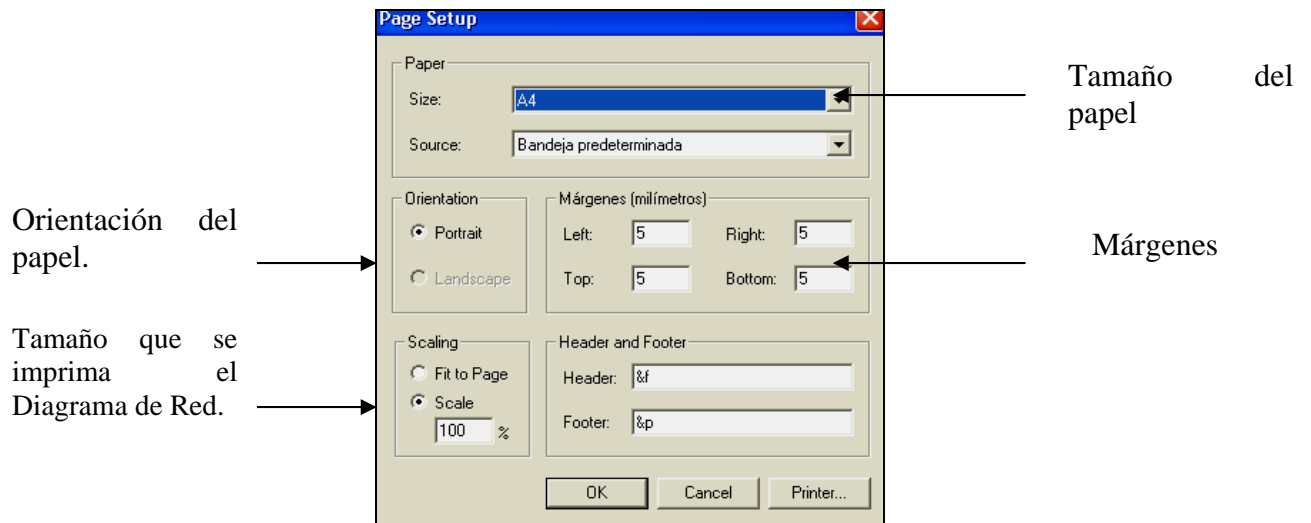 Page Setup
Paper
Size: A4
Source: Bandeja predeterminada
Tamaño del
papel
Orientation
Portrait
Landscape
Márgenes (milímetros)
Left: 5 Right: 5
Top: 5 Bottom: 5
Orientación del
papel.
Márgenes
Scaling
Fit to Page
Scale
100 %
Header and Footer
Header: &f
Footer: &p
Tamaño que se
imprima el
Diagrama de Red.
OK Cancel Printer...